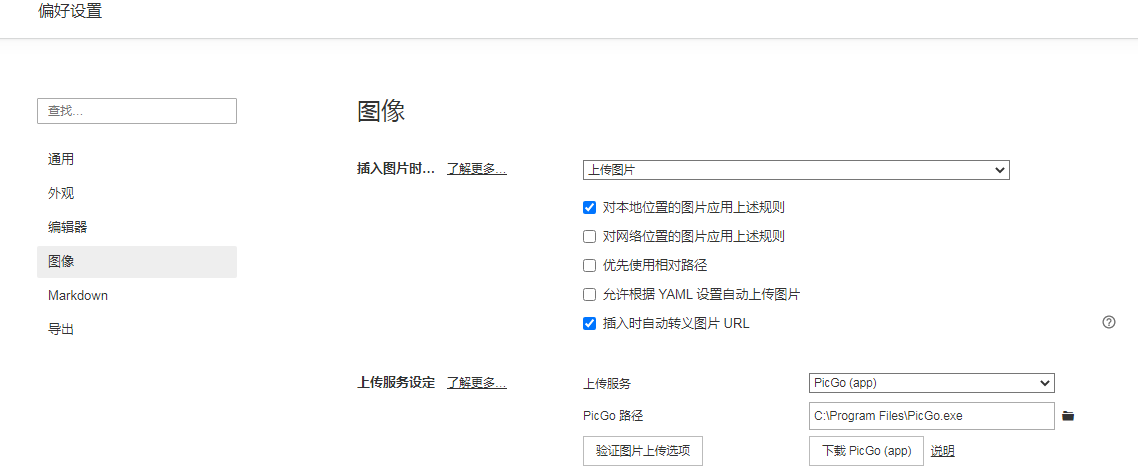 偏好设置
查找...
通用
外观
编辑器
图像
Markdown
导出
图像
插入图片时... 了解更多... 上传图片
对本地位置的图片应用上述规则
对网络位置的图片应用上述规则
优先使用相对路径
允许根据 YAML 设置自动上传图片
插入时自动转义图片 URL
上传服务设定 了解更多... 上传服务 PicGo (app)
PicGo 路径 C:\Program Files\PicGo.exe
验证图片上传选项 下载 PicGo (app) 说明